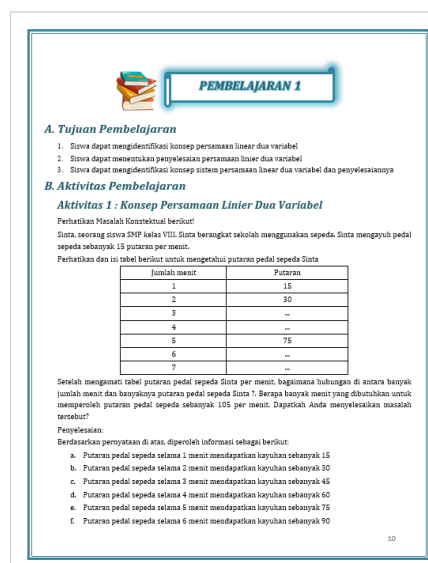 PEMBELAJARAN 1
A. Tujuan Pembelajaran
1. Siswa dapat mengidentifikasi konsep persamaan linear dua variabel
2. Siswa dapat menentukan penyelesaian persamaan linier dua variabel
3. Siswa dapat mengidentifikasi konsep sistem persamaan linear dua variabel dan penyelesaiannya
B. Aktivitas Pembelajaran
Aktivitas 1 : Konsep Persamaan Linier Dua Variabel
Perhatikan Masalah Konstektual berikut!
Sinta, seorang siswa SMP kelas VIII. Sinta berangkat sekolah menggunakan sepeda. Sinta mengayuh pedal
sepeda sebanyak 15 putaran per menit.
Perhatikan dan isi tabel berikut untuk mengetahui putaran pedal sepeda Sinta
Jumlah menit Putaran
1 15
2 30
3 ...
4 ...
5 75
6 ...
7 ...
Setelah mengamati tabel putaran pedal sepeda Sinta per menit, bagaimana hubungan di antara banyak
jumlah menit dan banyaknya putaran pedal sepeda Sinta ?. Berapa banyak menit yang dibutuhkan untuk
memperoleh putaran pedal sepeda sebanyak 105 per menit. Dapatkah Anda menyelesaikan masalah
tersebut?
Penyelesaian:
Berdasarkan pernyataan di atas, diperoleh informasi sebagai berikut:
a. Putaran pedal sepeda selama 1 menit mendapatkan kayuhan sebanyak 15
b. Putaran pedal sepeda selama 2 menit mendapatkan kayuhan sebanyak 30
c. Putaran pedal sepeda selama 3 menit mendapatkan kayuhan sebanyak 45
d. Putaran pedal sepeda selama 4 menit mendapatkan kayuhan sebanyak 60
e. Putaran pedal sepeda selama 5 menit mendapatkan kayuhan sebanyak 75
f. Putaran pedal sepeda selama 6 menit mendapatkan kayuhan sebanyak 90
10